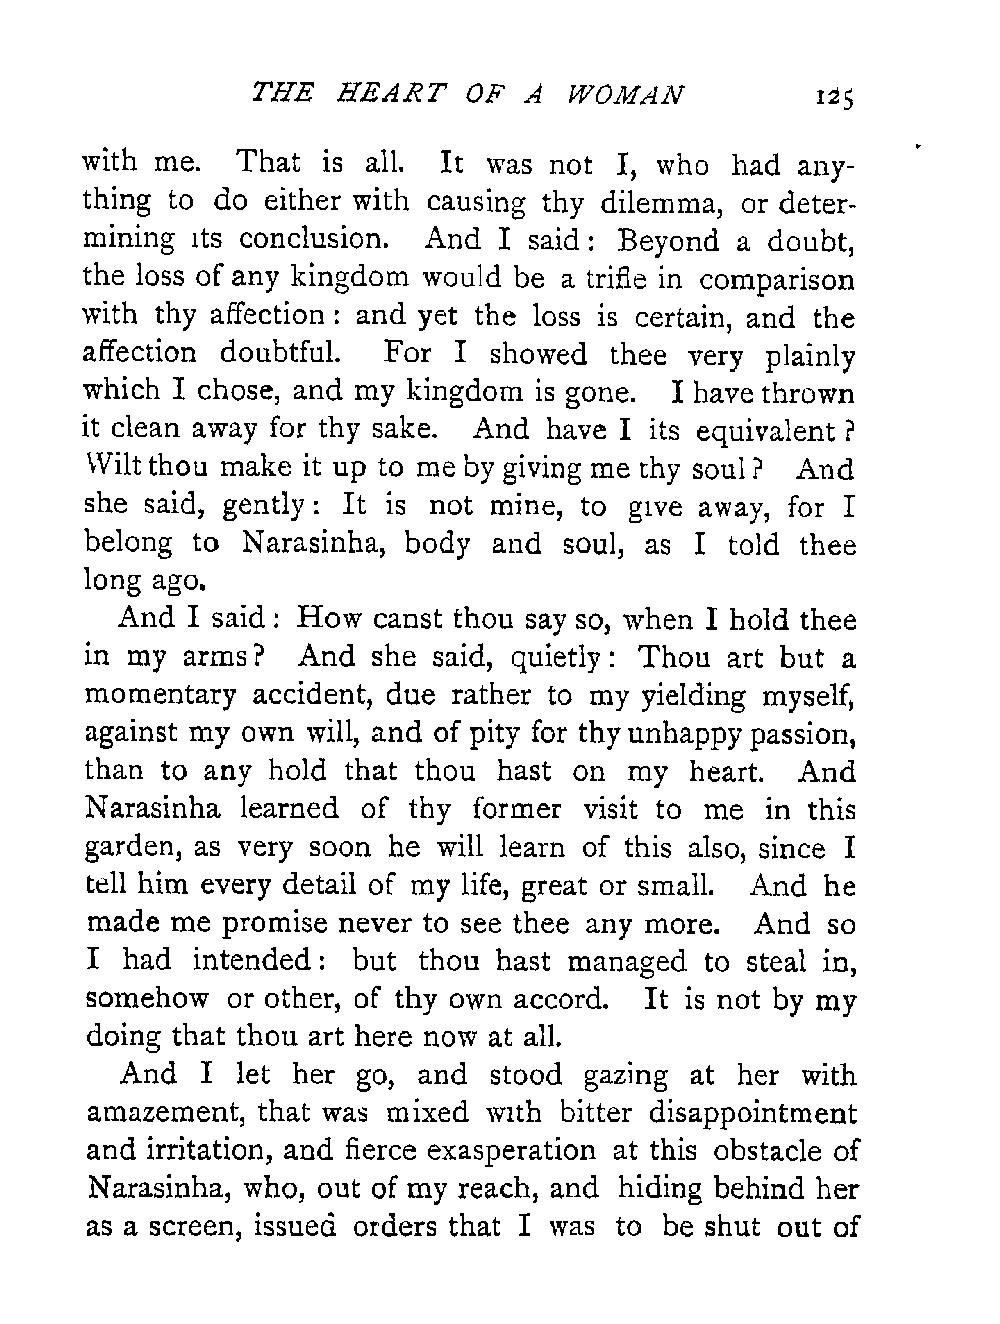 THE HEART OF A WOMAN 125
with me. That is all. It was not I, who had any-
thing to do either with causing thy dilemma, or deter-
mining its conclusion. And I said: Beyond a doubt,
the loss of any kingdom would be a trifle in comparison
with thy affection: and yet the loss is certain, and the
affection doubtful. For I showed thee very plainly
which I chose, and my kingdom is gone. I have thrown
it clean away for thy sake. And have I its equivalent?
Wilt thou make it up to me by giving me thy soul? And
she said, gently: It is not mine, to give away, for I
belong to Narasinha, body and soul, as I told thee
long ago.
And I said: How canst thou say so, when I hold thee
in my arms? And she said, quietly: Thou art but a
momentary accident, due rather to my yielding myself,
against my own will, and of pity for thy unhappy passion,
than to any hold that thou hast on my heart. And
Narasinha learned of thy former visit to me in this
garden, as very soon he will learn of this also, since I
tell him every detail of my life, great or small. And he
made me promise never to see thee any more. And so
I had intended: but thou hast managed to steal in,
somehow or other, of thy own accord. It is not by my
doing that thou art here now at all.
And I let her go, and stood gazing at her with
amazement, that was mixed with bitter disappointment
and irritation, and fierce exasperation at this obstacle of
Narasinha, who, out of my reach, and hiding behind her
as a screen, issued orders that I was to be shut out of